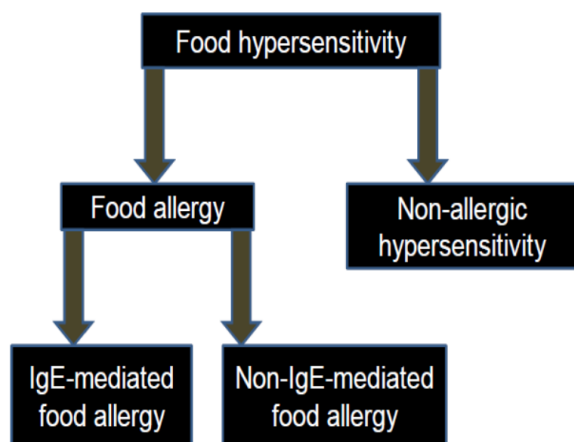 Food hypersensitivity
Food allergy
Non-allergic
hypersensitivity
IgE-mediated
food allergy
Non-IgE-mediated
food allergy